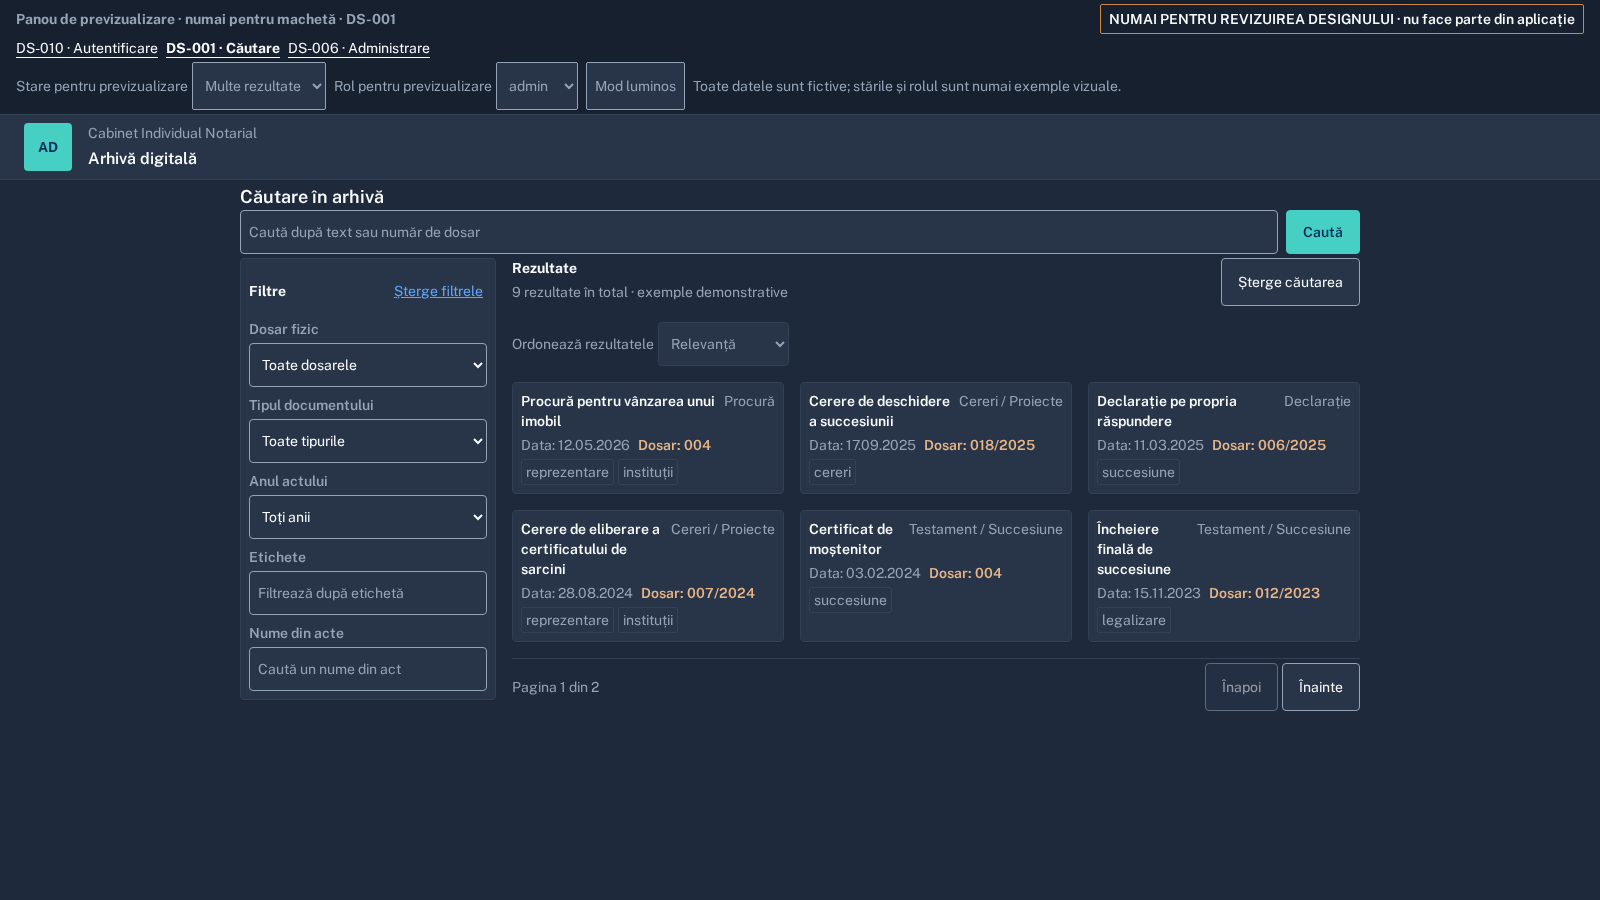 Panou de previzualizare · numai pentru machetă · DS-001
NUMAI PENTRU REVIZUIREA DESIGNULUI · nu face parte din aplicație
DS-010 · Autentificare DS-001 · Căutare DS-006 · Administrare
Stare pentru previzualizare Multe rezultate Rol pentru previzualizare admin Mod luminos Toate datele sunt fictive; stările și rolul sunt numai exemple vizuale.
AD
Cabinet Individual Notarial
Arhivă digitală
Căutare în arhivă
Caută după text sau număr de dosar
Caută
Filtre
Șterge filtrele
Dosar fizic
Toate dosarele
Tipul documentului
Toate tipurile
Anul actului
Toți anii
Etichete
Filtrează după etichetă
Nume din acte
Caută un nume din act
Rezultate
9 rezultate în total · exemple demonstrative
Șterge căutarea
Ordonează rezultatele Relevanță
Procură pentru vânzarea unui
imobil
Procură
Data: 12.05.2026 Dosar: 004
reprezentare instituții
Cerere de deschidere
a succesiunii
Cereri / Proiecte
Data: 17.09.2025 Dosar: 018/2025
cereri
Declarație pe propria
răspundere
Declarație
Data: 11.03.2025 Dosar: 006/2025
succesiune
Cerere de eliberare a
certificatului de
sarcini
Cereri / Proiecte
Data: 28.08.2024 Dosar: 007/2024
reprezentare instituții
Certificat de
moștenitor
Testament / Succesiune
Data: 03.02.2024 Dosar: 004
succesiune
Încheiere
finală de
succesiune
Testament / Succesiune
Data: 15.11.2023 Dosar: 012/2023
legalizare
Pagina 1 din 2
Înapoi
Înainte